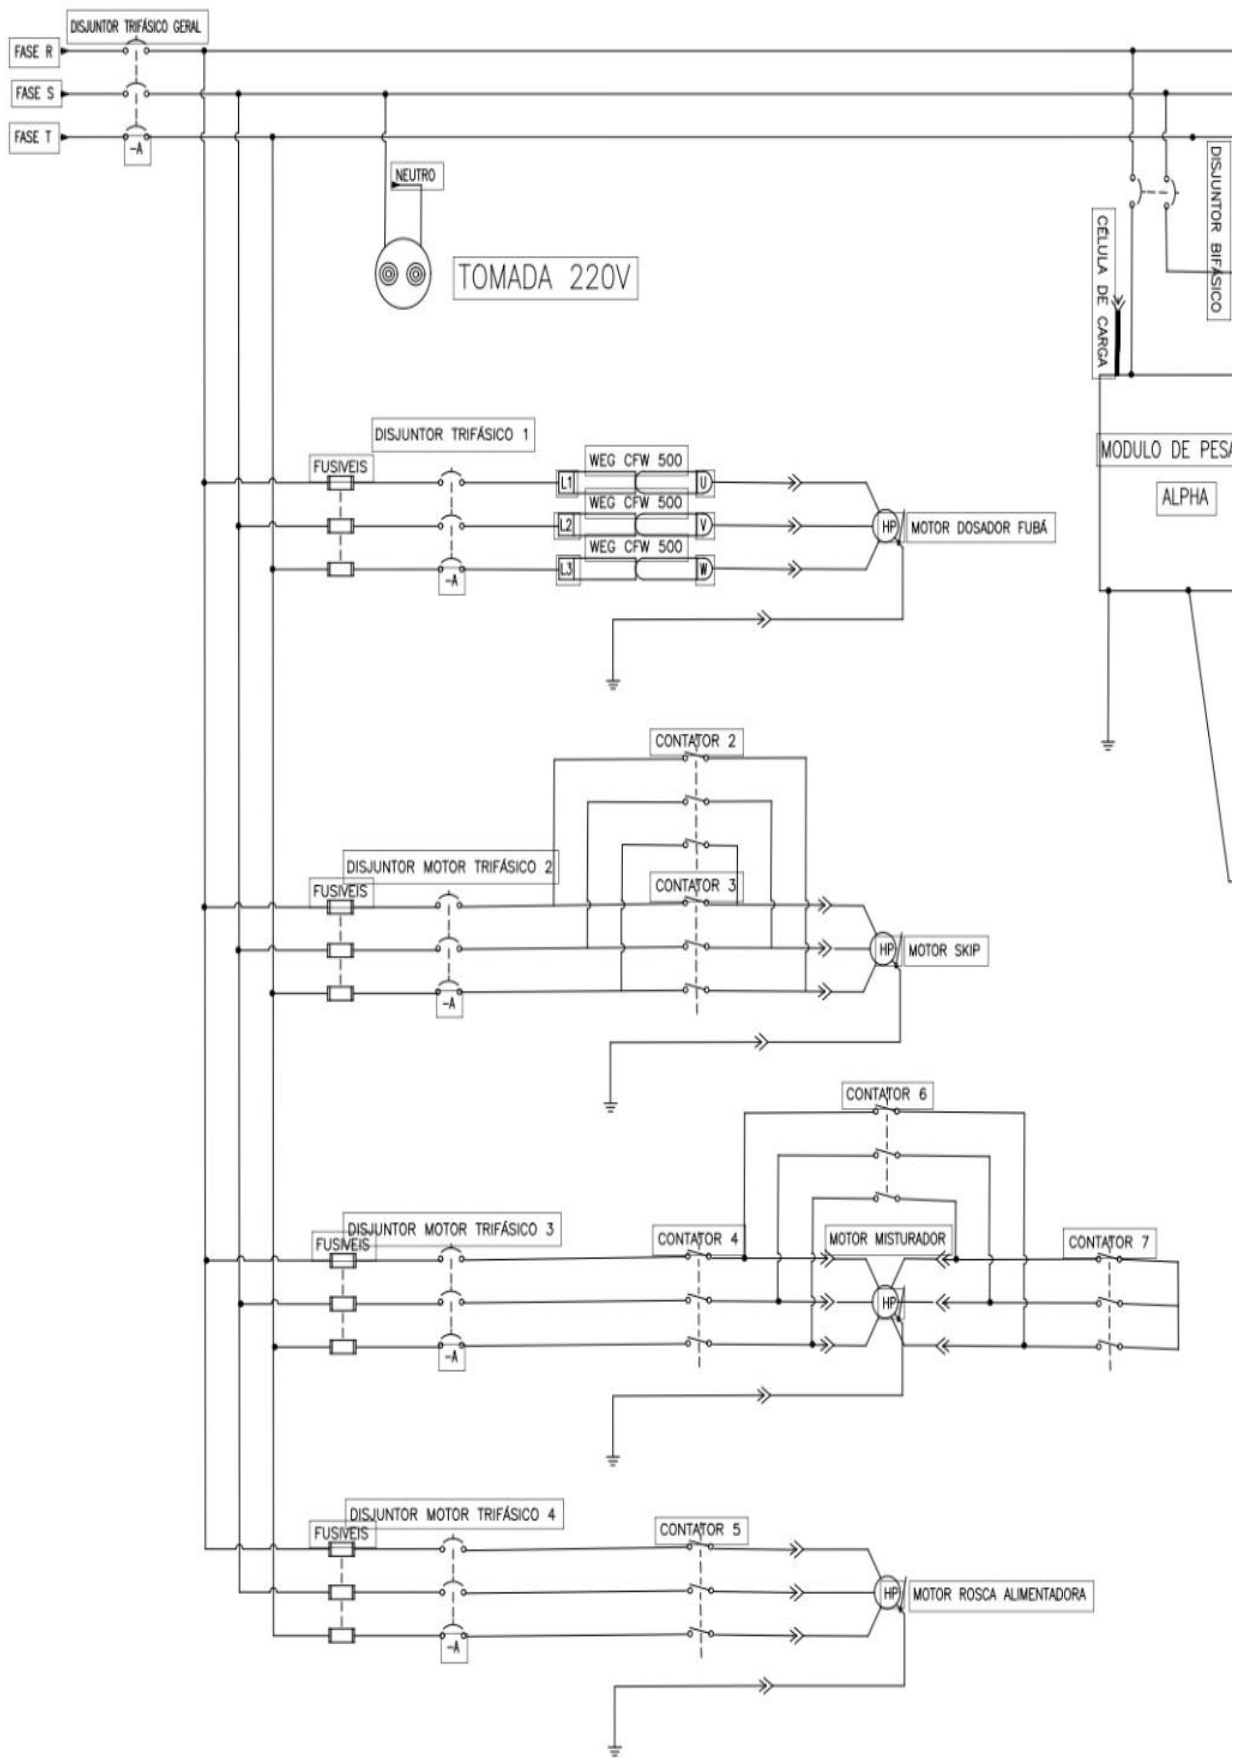 DISJUNTOR TRIFÁSICO GERAL
FASE R
FASE S
FASE T
-A
NEUTRO
TOMADA 220V
DISJUNTOR BIFÁSICO
CÉLULA DE CARGA
MODULO DE PESA
ALPHA
DISJUNTOR TRIFÁSICO 1
FUSIVEIS
WEG CFW 500
L1
U
WEG CFW 500
L2
V
WEG CFW 500
L3
W
-A
HP
MOTOR DOSADOR FUBÁ
CONTATOR 2
DISJUNTOR MOTOR TRIFÁSICO 2
FUSIVEIS
CONTATOR 3
-A
HP
MOTOR SKIP
CONTATOR 6
DISJUNTOR MOTOR TRIFÁSICO 3
FUSIVEIS
CONTATOR 4
MOTOR MISTURADOR
CONTATOR 7
HP
-A
DISJUNTOR MOTOR TRIFÁSICO 4
FUSIVEIS
CONTATOR 5
HP
MOTOR ROSCA ALIMENTADORA
-A